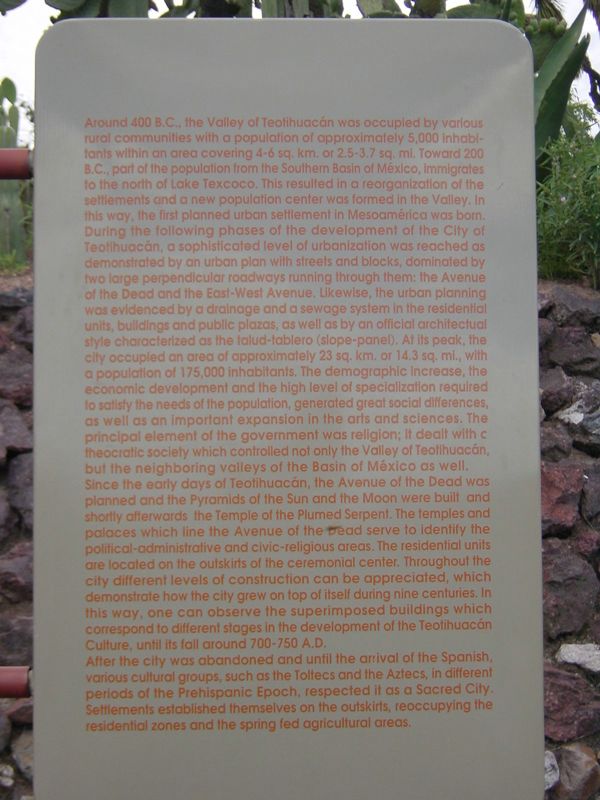 Around 400 B.C., the Valley of Teotihuacán was occupied by various
rural communities with a population of approximately 5,000 inhabi-
tants within an area covering 4-6 sq. km. or 2.5-3.7 sq. mi. Toward 200
B.C., part of the population from the Southern Basin of México, immigrates
to the north of Lake Texcoco. This resulted in a reorganization of the
settlements and a new population center was formed in the Valley. In
this way, the first planned urban settlement in Mesoamérica was born.
During the following phases of the development of the City of
Teotihuacán, a sophisticated level of urbanization was reached as
demonstrated by an urban plan with streets and blocks, dominated by
two large perpendicular roadways running through them: the Avenue
of the Dead and the East-West Avenue. Likewise, the urban planning
was evidenced by a drainage and a sewage system in the residential
units, buildings and public plazas, as well as by an official architectual
style characterized as the talud-tablero (slope-panel). At its peak, the
city occupied an area of approximately 23 sq. km. or 14.3 sq. mi., with
a population of 175,000 inhabitants. The demographic increase, the
economic development and the high level of specialization required
to satisfy the needs of the population, generated great social differences,
as well as an important expansion in the arts and sciences. The
principal element of the government was religion; it dealt with c
theocratic society which controlled not only the Valley of Teotihuacán,
but the neighboring valleys of the Basin of México as well.
Since the early days of Teotihuacán, the Avenue of the Dead was
planned and the Pyramids of the Sun and the Moon were built and
shortly afterwards the Temple of the Plumed Serpent. The temples and
palaces which line the Avenue of the Dead serve to identify the
political-administrative and civic-religious areas. The residential units
are located on the outskirts of the ceremonial center. Throughout the
city different levels of construction can be appreciated, which
demonstrate how the city grew on top of itself during nine centuries. In
this way, one can observe the superimposed buildings which
correspond to different stages in the development of the Teotihuacán
Culture, until its fall around 700-750 A.D.
After the city was abandoned and until the arrival of the Spanish,
various cultural groups, such as the Toltecs and the Aztecs, in different
periods of the Prehispanic Epoch, respected it as a Sacred City.
Settlements established themselves on the outskirts, reoccupying the
residential zones and the spring fed agricultural areas.